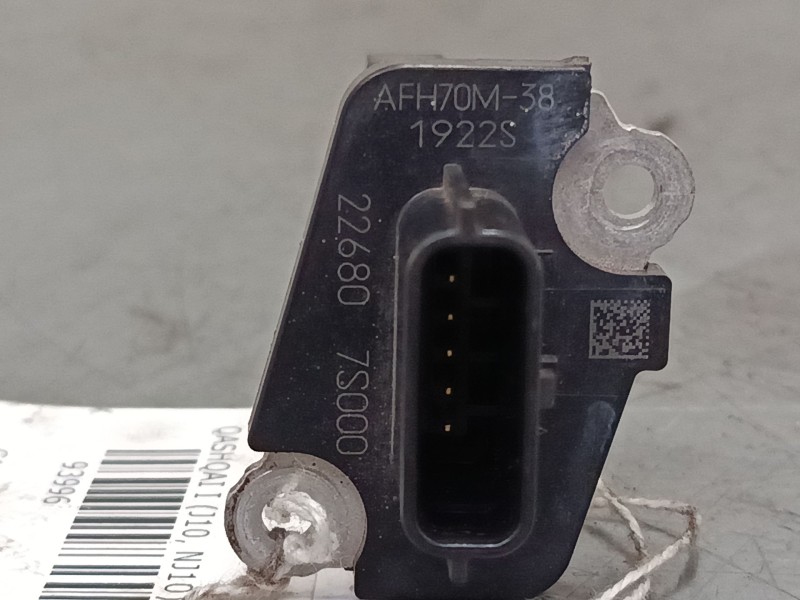 AFH70M-38
1922S
22680 7S000
QASHQAI I (J10, NJ10)
93996